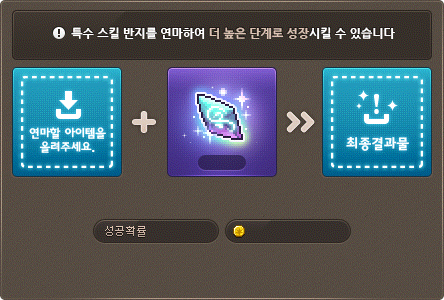 특수 스킬 반지를 연마하여 더 높은 단계로 성장시킬 수 있습니다
연마할 아이템을
올려주세요.
최종결과물
성공확률